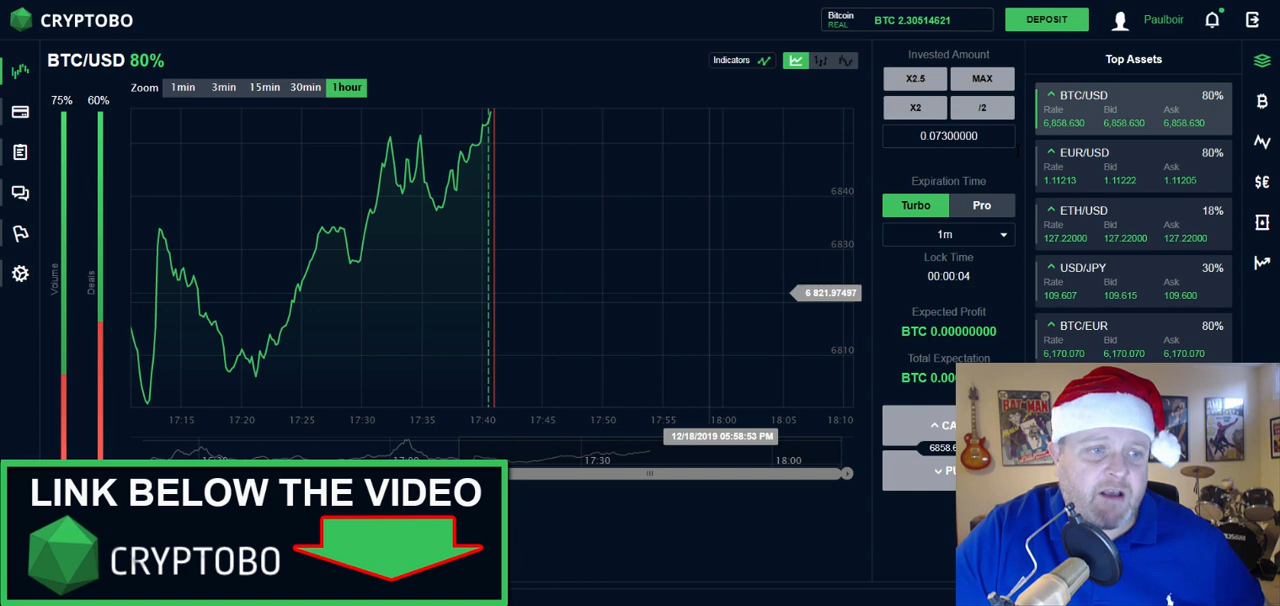 CRYPTOBO
Bitcoin
REAL
BTC 2.30514621
DEPOSIT
Paulboir
BTC/USD 80%
Indicators
Zoom 1min 3min 15min 30min 1hour
75% 60%
Volume
Deals
6840
6830
6 821.97497
6810
17:15 17:20 17:25 17:30 17:35 17:40 17:45 17:50 17:55 18:00 18:05 18:10
12/18/2019 05:58:53 PM
17:30 18:00
Invested Amount
X2.5 MAX
X2 /2
0.07300000
Expiration Time
Turbo Pro
1m
Lock Time
00:00:04
Expected Profit
BTC 0.00000000
Total Expectation
BTC 0.00
CA
6858.6
PU
Top Assets
BTC/USD 80%
Rate Bid Ask
6,858.630 6,858.630 6,858.630
EUR/USD 80%
Rate Bid Ask
1.11213 1.11222 1.11205
ETH/USD 18%
Rate Bid Ask
127.22000 127.22000 127.22000
USD/JPY 30%
Rate Bid Ask
109.607 109.615 109.600
BTC/EUR 80%
Rate Bid Ask
6,170.070 6,170.070 6,170.070
LINK BELOW THE VIDEO
CRYPTOBO
BATMAN